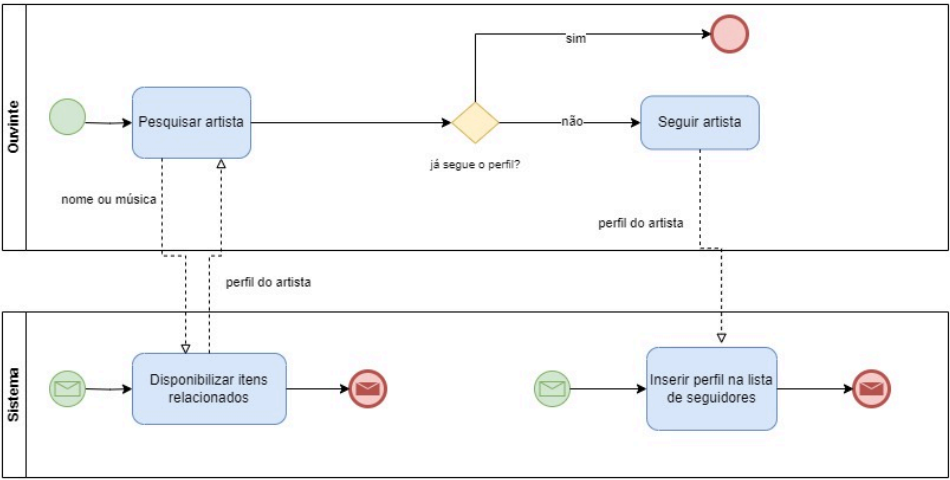 Ouvinte
Pesquisar artista
sim
não
já segue o perfil?
Seguir artista
nome ou música
perfil do artista
perfil do artista
Sistema
Disponibilizar itens
relacionados
Inserir perfil na lista
de seguidores